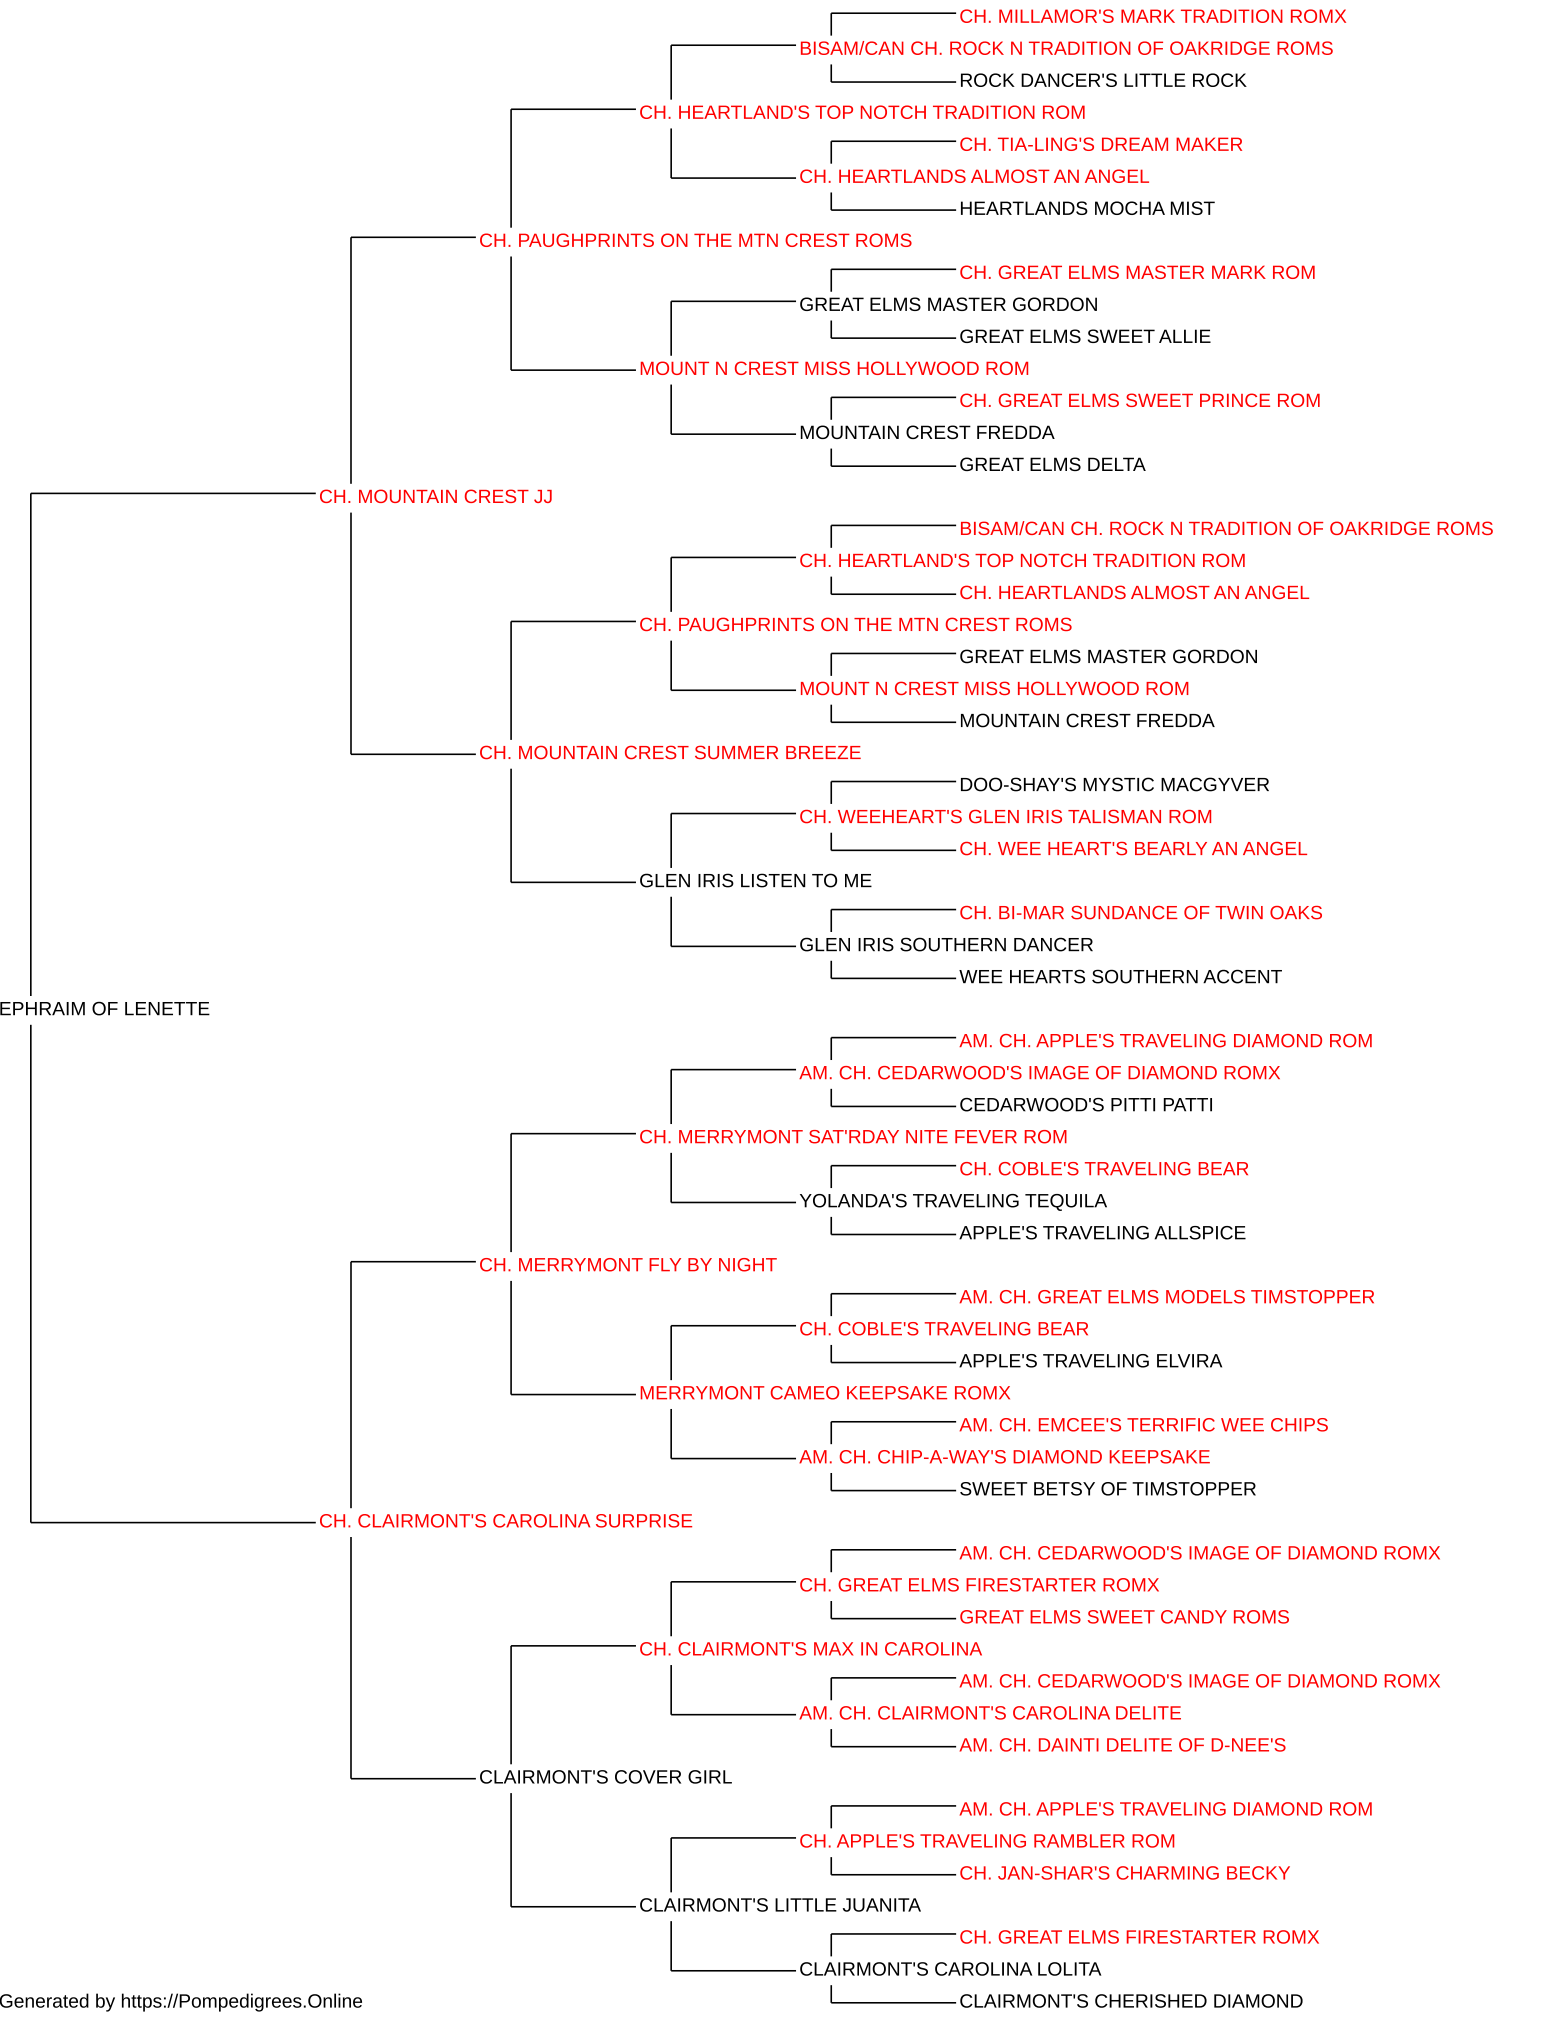 CH. MILLAMOR'S MARK TRADITION ROMX
BISAM/CAN CH. ROCK N TRADITION OF OAKRIDGE ROMS
ROCK DANCER'S LITTLE ROCK
CH. HEARTLAND'S TOP NOTCH TRADITION ROM
CH. TIA-LING'S DREAM MAKER
CH. HEARTLANDS ALMOST AN ANGEL
HEARTLANDS MOCHA MIST
CH. PAUGHPRINTS ON THE MTN CREST ROMS
CH. GREAT ELMS MASTER MARK ROM
GREAT ELMS MASTER GORDON
GREAT ELMS SWEET ALLIE
MOUNT N CREST MISS HOLLYWOOD ROM
CH. GREAT ELMS SWEET PRINCE ROM
MOUNTAIN CREST FREDDA
GREAT ELMS DELTA
CH. MOUNTAIN CREST JJ
BISAM/CAN CH. ROCK N TRADITION OF OAKRIDGE ROMS
CH. HEARTLAND'S TOP NOTCH TRADITION ROM
CH. HEARTLANDS ALMOST AN ANGEL
CH. PAUGHPRINTS ON THE MTN CREST ROMS
GREAT ELMS MASTER GORDON
MOUNT N CREST MISS HOLLYWOOD ROM
MOUNTAIN CREST FREDDA
CH. MOUNTAIN CREST SUMMER BREEZE
DOO-SHAY'S MYSTIC MACGYVER
CH. WEEHEART'S GLEN IRIS TALISMAN ROM
CH. WEE HEART'S BEARLY AN ANGEL
GLEN IRIS LISTEN TO ME
CH. BI-MAR SUNDANCE OF TWIN OAKS
GLEN IRIS SOUTHERN DANCER
WEE HEARTS SOUTHERN ACCENT
EPHRAIM OF LENETTE
AM. CH. APPLE'S TRAVELING DIAMOND ROM
AM. CH. CEDARWOOD'S IMAGE OF DIAMOND ROMX
CEDARWOOD'S PITTI PATTI
CH. MERRYMONT SAT'RDAY NITE FEVER ROM
CH. COBLE'S TRAVELING BEAR
YOLANDA'S TRAVELING TEQUILA
APPLE'S TRAVELING ALLSPICE
CH. MERRYMONT FLY BY NIGHT
AM. CH. GREAT ELMS MODELS TIMSTOPPER
CH. COBLE'S TRAVELING BEAR
APPLE'S TRAVELING ELVIRA
MERRYMONT CAMEO KEEPSAKE ROMX
AM. CH. EMCEE'S TERRIFIC WEE CHIPS
AM. CH. CHIP-A-WAY'S DIAMOND KEEPSAKE
SWEET BETSY OF TIMSTOPPER
CH. CLAIRMONT'S CAROLINA SURPRISE
AM. CH. CEDARWOOD'S IMAGE OF DIAMOND ROMX
CH. GREAT ELMS FIRESTARTER ROMX
GREAT ELMS SWEET CANDY ROMS
CH. CLAIRMONT'S MAX IN CAROLINA
AM. CH. CEDARWOOD'S IMAGE OF DIAMOND ROMX
AM. CH. CLAIRMONT'S CAROLINA DELITE
AM. CH. DAINTI DELITE OF D-NEE'S
CLAIRMONT'S COVER GIRL
AM. CH. APPLE'S TRAVELING DIAMOND ROM
CH. APPLE'S TRAVELING RAMBLER ROM
CH. JAN-SHAR'S CHARMING BECKY
CLAIRMONT'S LITTLE JUANITA
CH. GREAT ELMS FIRESTARTER ROMX
CLAIRMONT'S CAROLINA LOLITA
CLAIRMONT'S CHERISHED DIAMOND
Generated by https://Pompedigrees.Online